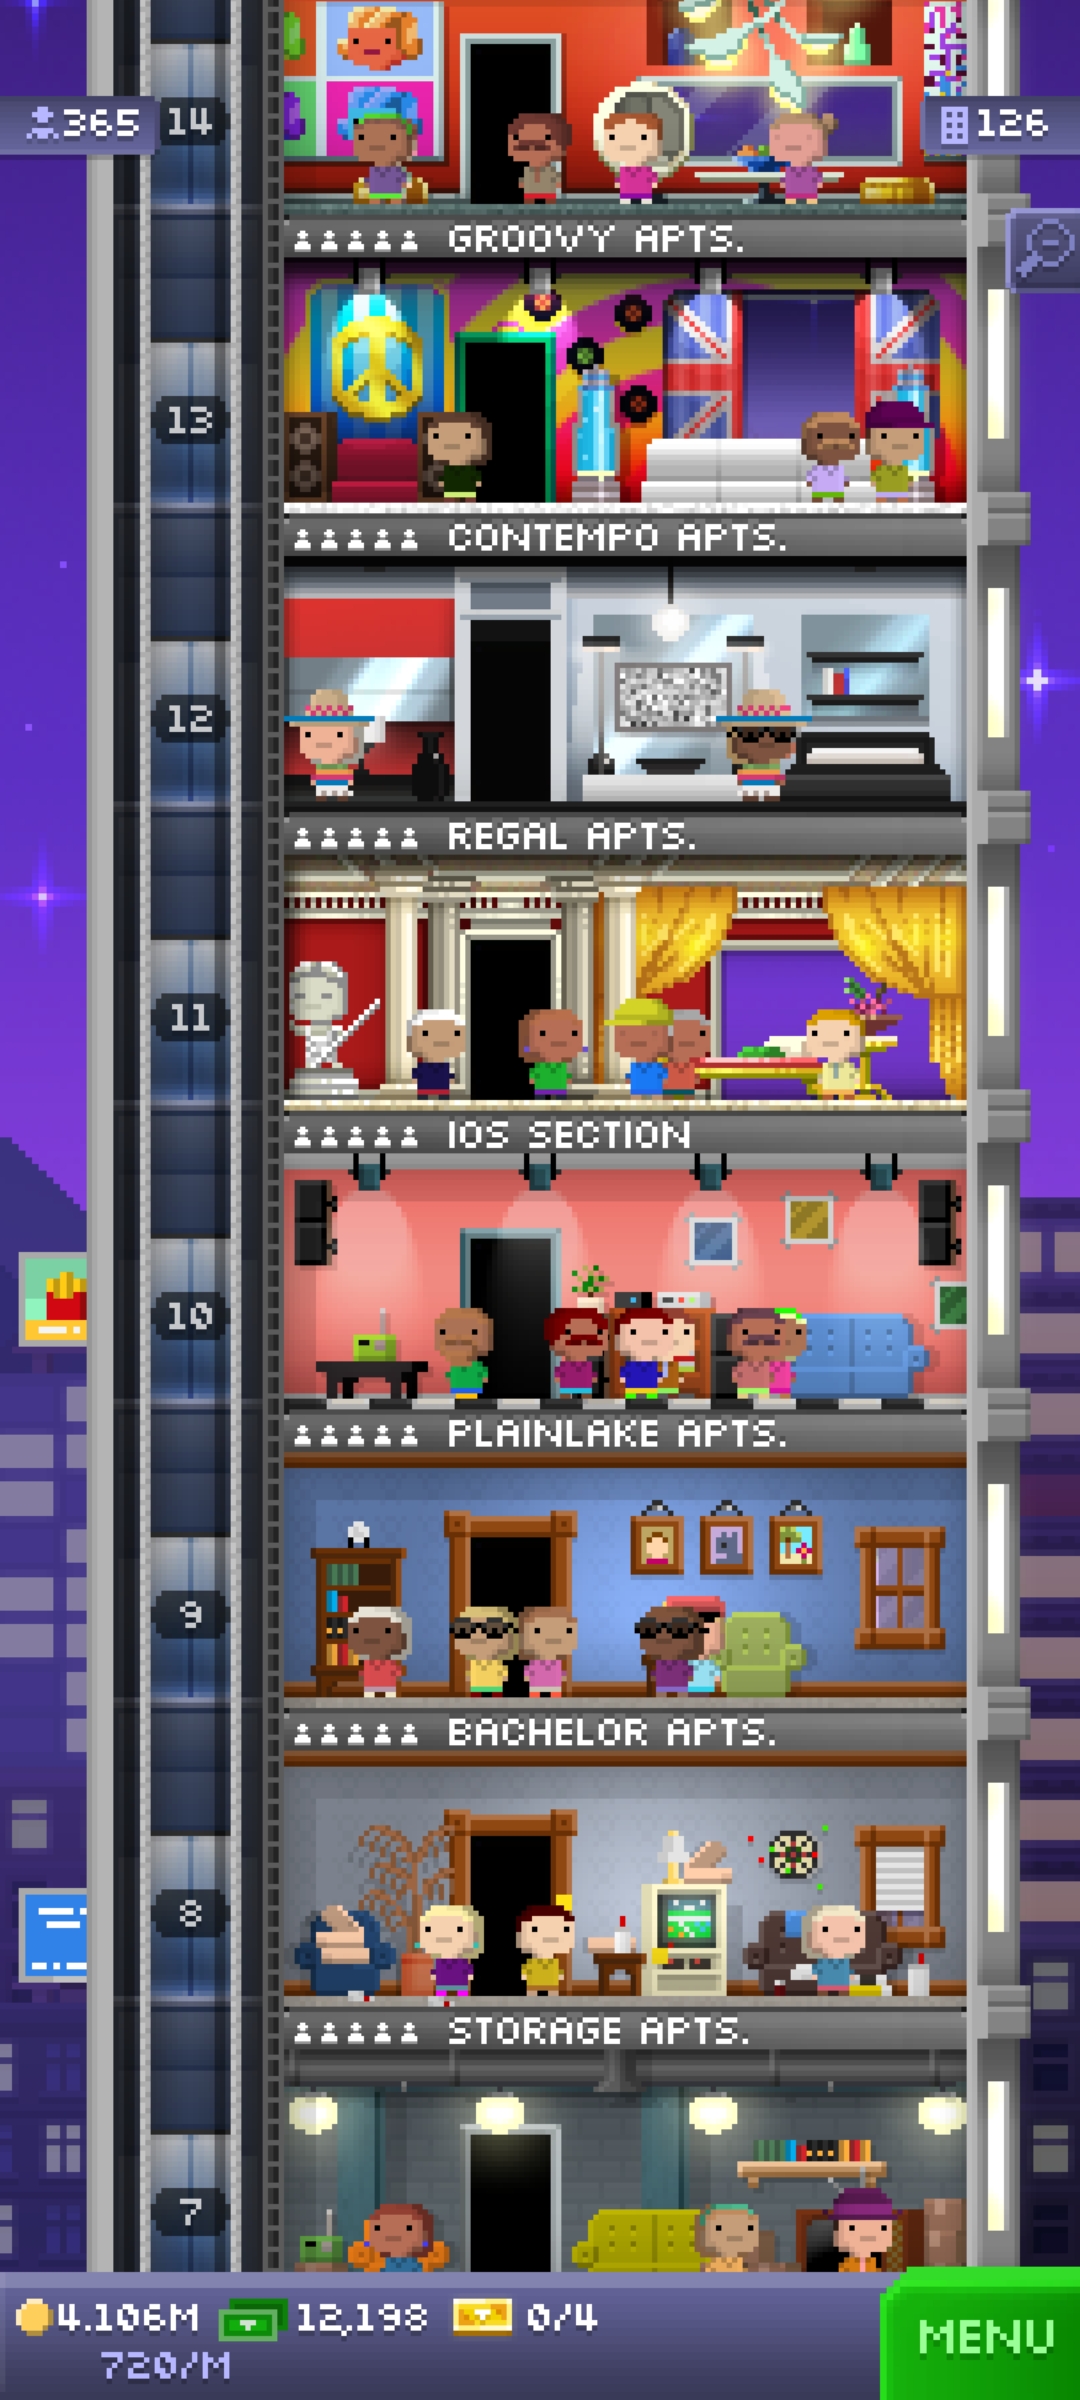 365
14
126
GROOVY APTS.
13
CONTEMPO APTS.
12
REGAL APTS.
11
IOS SECTION
10
PLAINLAKE APTS.
9
BACHELOR APTS.
8
STORAGE APTS.
7
4.106M
12,198
0/4
MENU
720/M